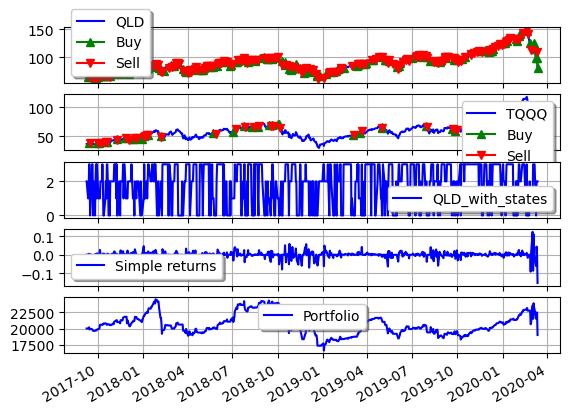 QLD
Buy
Sell
150
100
TQQQ
Buy
Sell
100
50
QLD_with_states
2
0
Simple returns
0.1
0.0
−0.1
Portfolio
22500
20000
17500
2017-10
2018-01
2018-04
2018-07
2018-10
2019-01
2019-04
2019-07
2019-10
2020-01
2020-04